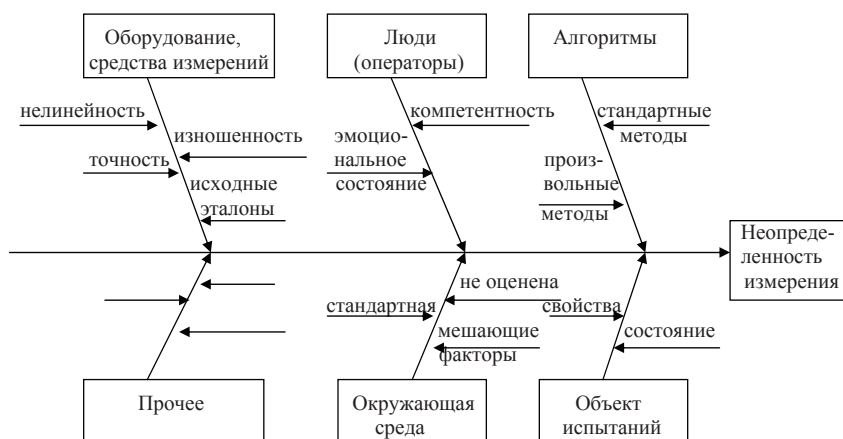 Оборудование,
средства измерений
Люди
(операторы)
Алгоритмы
нелинейность
изношенность
точность
исходные
эталоны
компетентность
эмоцио-
нальное
состояние
стандартные
методы
произ-
вольные
методы
Неопреде-
ленность
измерения
стандартная
не оценена
мешающие
факторы
свойства
состояние
Прочее
Окружающая
среда
Объект
испытаний